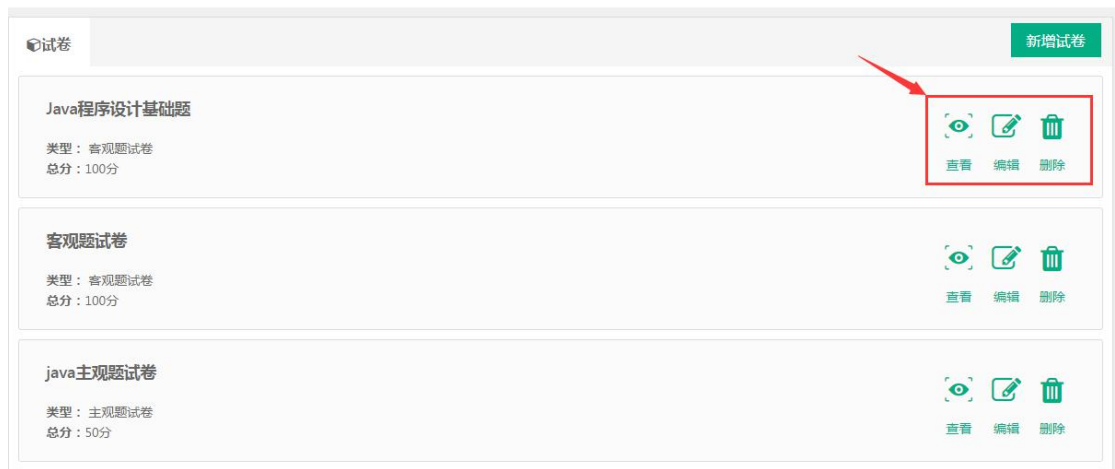 试卷
新增试卷
Java程序设计基础题
类型： 客观题试卷
总分：100分
查看 编辑 删除
客观题试卷
类型： 客观题试卷
总分：100分
查看 编辑 删除
java主观题试卷
类型： 主观题试卷
总分：50分
查看 编辑 删除